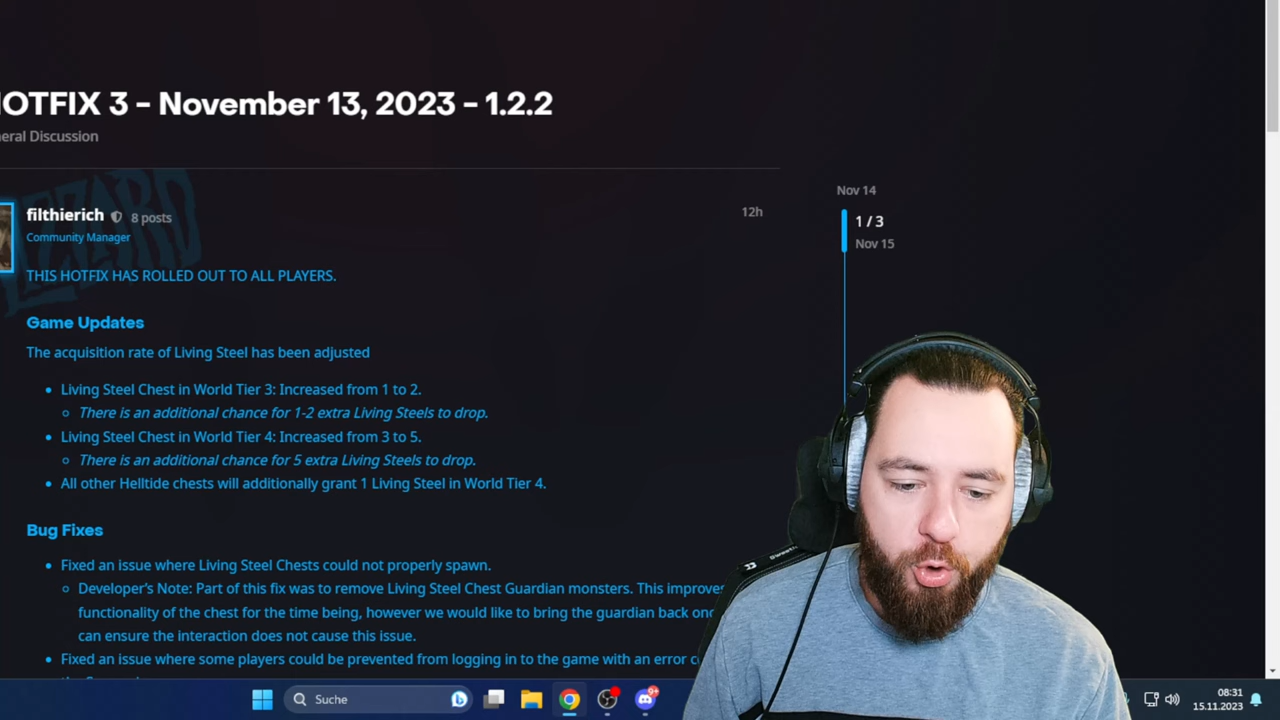 OTFIX 3 - November 13, 2023 - 1.2.2
neral Discussion
filthierich 8 posts 12h
Community Manager
THIS HOTFIX HAS ROLLED OUT TO ALL PLAYERS.
Game Updates
The acquisition rate of Living Steel has been adjusted
Living Steel Chest in World Tier 3: Increased from 1 to 2.
There is an additional chance for 1-2 extra Living Steels to drop.
Living Steel Chest in World Tier 4: Increased from 3 to 5.
There is an additional chance for 5 extra Living Steels to drop.
All other Helltide chests will additionally grant 1 Living Steel in World Tier 4.
Bug Fixes
Fixed an issue where Living Steel Chests could not properly spawn.
Developer's Note: Part of this fix was to remove Living Steel Chest Guardian monsters. This improves
functionality of the chest for the time being, however we would like to bring the guardian back
can ensure the interaction does not cause this issue.
Fixed an issue where some players could be prevented from logging in to the game with an error
Nov 14
1 / 3
Nov 15
Suche
08:31
15.11.2023